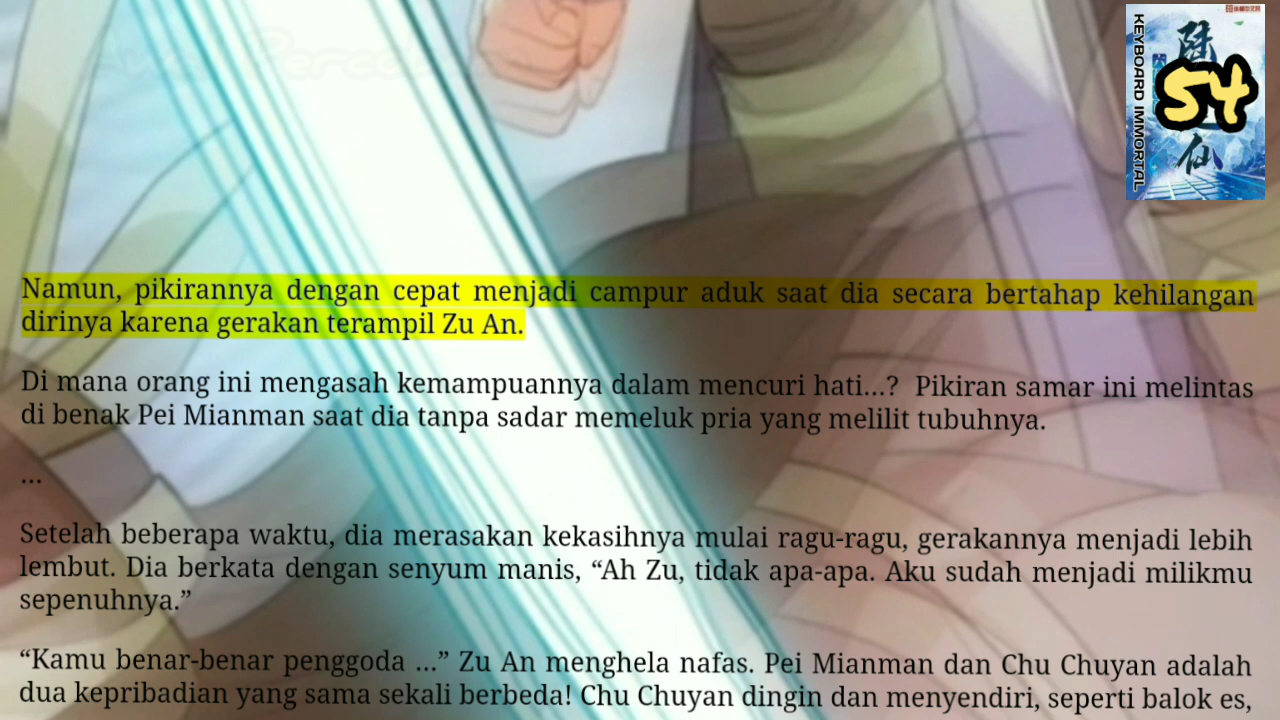 KEYBOARD IMMORTAL
54
仙
Namun, pikirannya dengan cepat menjadi campur aduk saat dia secara bertahap kehilangan
dirinya karena gerakan terampil Zu An.
Di mana orang ini mengasah kemampuannya dalam mencuri hati...? Pikiran samar ini melintas
di benak Pei Mianman saat dia tanpa sadar memeluk pria yang melilit tubuhnya.
...
Setelah beberapa waktu, dia merasakan kekasihnya mulai ragu-ragu, gerakannya menjadi lebih
lembut. Dia berkata dengan senyum manis, “Ah Zu, tidak apa-apa. Aku sudah menjadi milikmu
sepenuhnya.”
“Kamu benar-benar penggoda ...” Zu An menghela nafas. Pei Mianman dan Chu Chuyan adalah
dua kepribadian yang sama sekali berbeda! Chu Chuyan dingin dan menyendiri, seperti balok es,